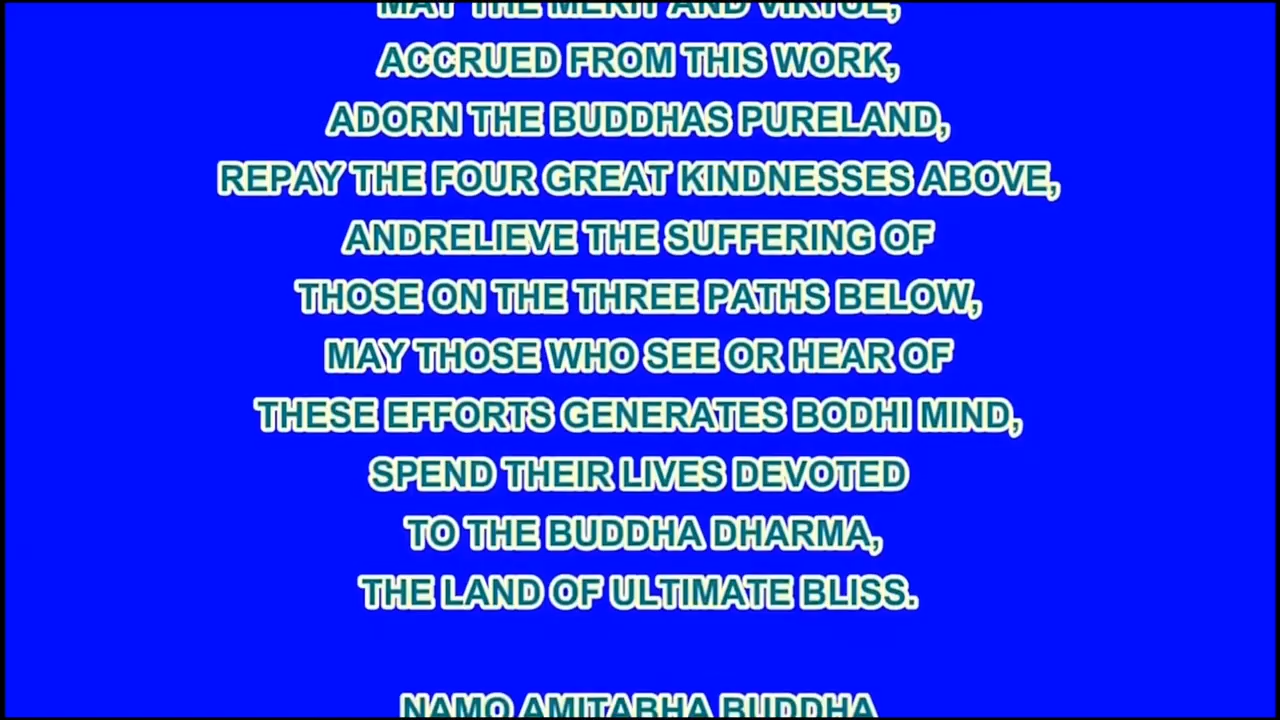 MAY THE MERIT AND VIRTUE,
ACCRUED FROM THIS WORK,
ADORN THE BUDDHAS PURELAND,
REPAY THE FOUR GREAT KINDNESSES ABOVE,
ANDRELIEVE THE SUFFERING OF
THOSE ON THE THREE PATHS BELOW,
MAY THOSE WHO SEE OR HEAR OF
THESE EFFORTS GENERATES BODHI MIND,
SPEND THEIR LIVES DEVOTED
TO THE BUDDHA DHARMA,
THE LAND OF ULTIMATE BLISS.
NAMO AMITABHA BUDDHA